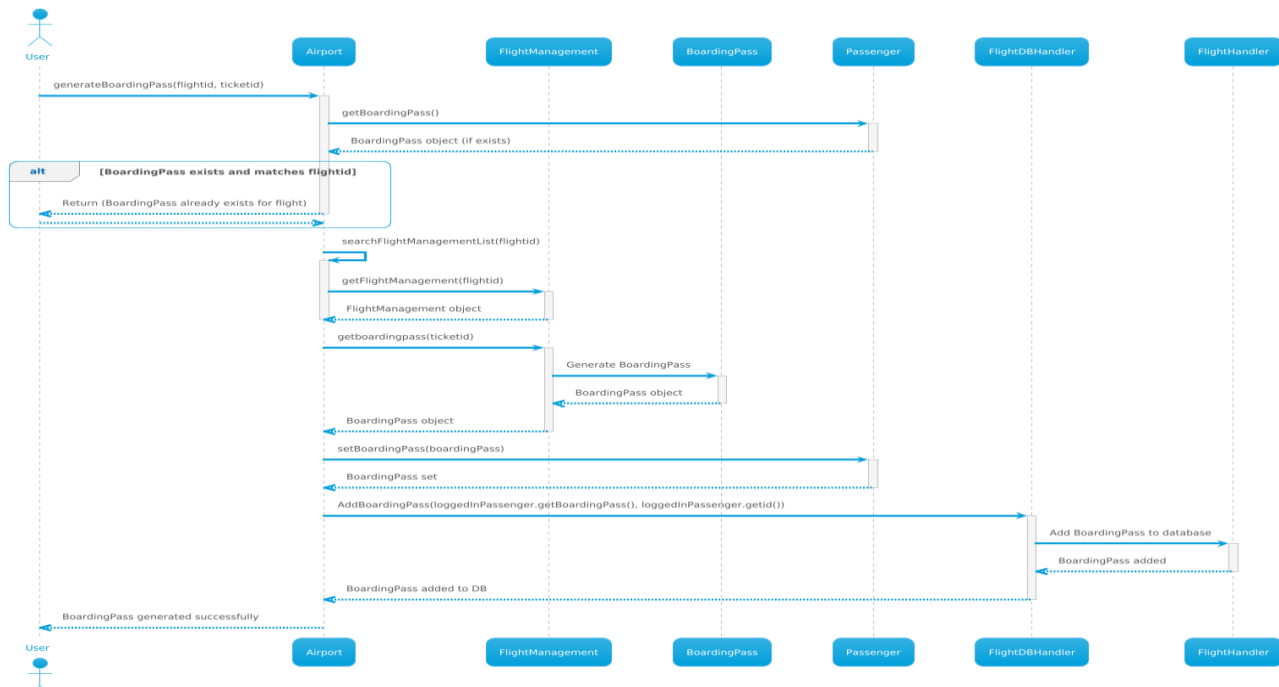 User
Airport
FlightManagement
BoardingPass
Passenger
FlightDBHandler
FlightHandler
generateBoardingPass(flightid, ticketid)
getBoardingPass()
BoardingPass object (if exists)
alt
[BoardingPass exists and matches flightid]
Return (BoardingPass already exists for flight)
searchFlightManagementList(flightid)
getFlightManagement(flightid)
FlightManagement object
getboardingpass(ticketid)
Generate BoardingPass
BoardingPass object
BoardingPass object
setBoardingPass(boardingPass)
BoardingPass set
AddBoardingPass(loggedInPassenger.getBoardingPass(), loggedInPassenger.getid())
Add BoardingPass to database
BoardingPass added
BoardingPass added to DB
BoardingPass generated successfully
User
Airport
FlightManagement
BoardingPass
Passenger
FlightDBHandler
FlightHandler